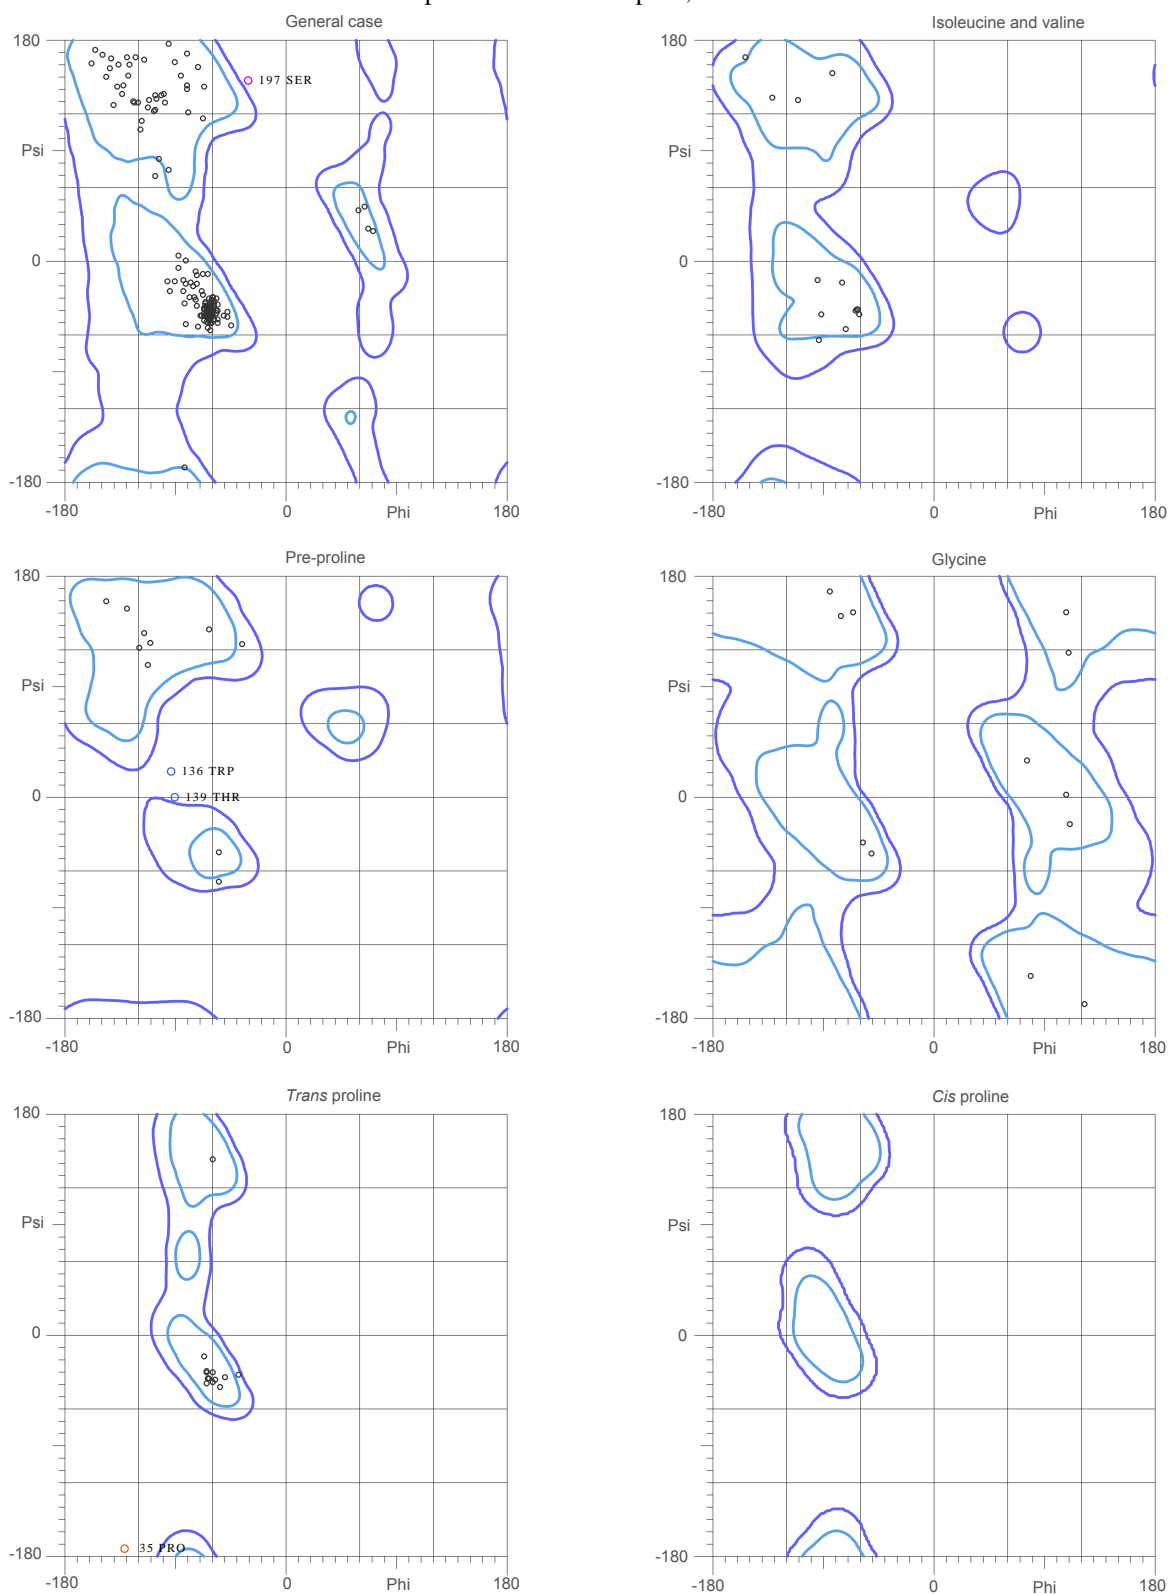 General case
Isoleucine and valine
180
180
197 SER
Psi
Psi
0
0
-180
-180
-180
0
Phi
180
-180
0
Phi
180
Pre-proline
Glycine
180
180
Psi
Psi
136 TRP
0
139 THR
0
-180
-180
-180
0
Phi
180
-180
0
Phi
180
Trans proline
Cis proline
180
180
Psi
Psi
0
0
35 PRO
-180
-180
-180
0
Phi
180
-180
0
Phi
180